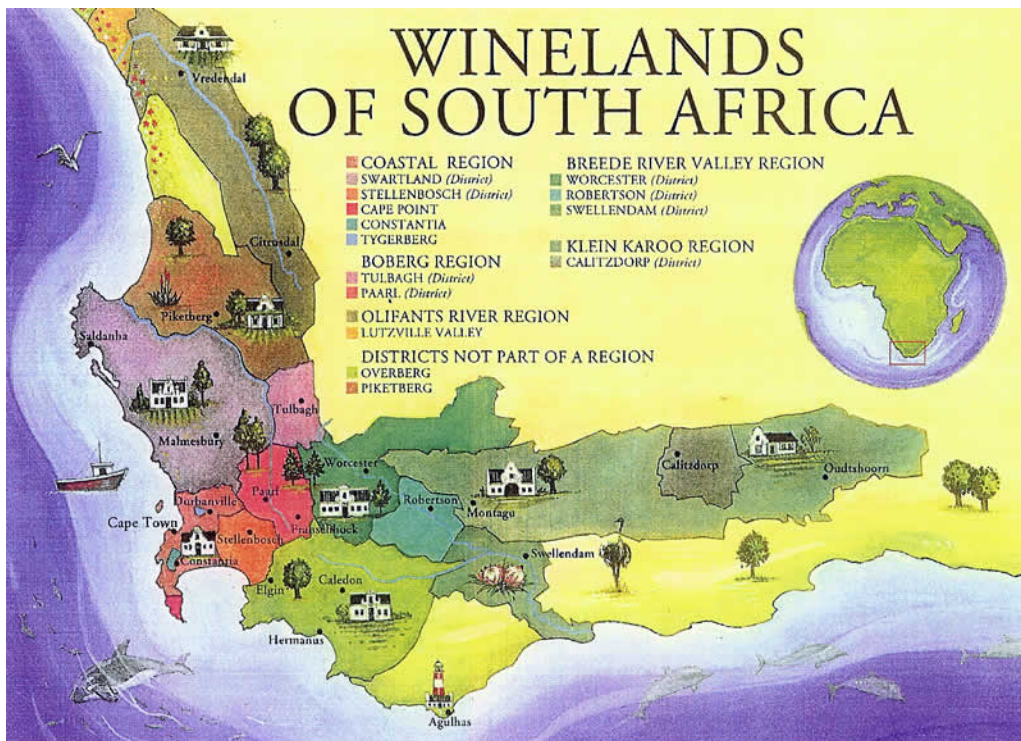 WINELANDS
OF SOUTH AFRICA
COASTAL REGION
SWARTLAND (District)
STELLENBOSCH (District)
CAPE POINT
CONSTANTIA
TYGERBERG
BOBERG REGION
TULBAGH (District)
PAARL (District)
OLIFANTS RIVER REGION
LUTZVILLE VALLEY
DISTRICTS NOT PART OF A REGION
OVERBERG
PIKETBERG
BREEDE RIVER VALLEY REGION
WORCESTER (District)
ROBERTSON (District)
SWELLENDAM (District)
KLEIN KAROO REGION
CALITZDORP (District)
Vredendal
Citrusdal
Piketberg
Saldanha
Tulbagh
Malmesbury
Worcester
Calitzdorp
Oudtshoorn
Paarl
Robertson
Montagu
Durbanville
Cape Town
Franschhoek
Stellenbosch
Constantia
Swellendam
Elgin
Caledon
Hermanus
Agulhas